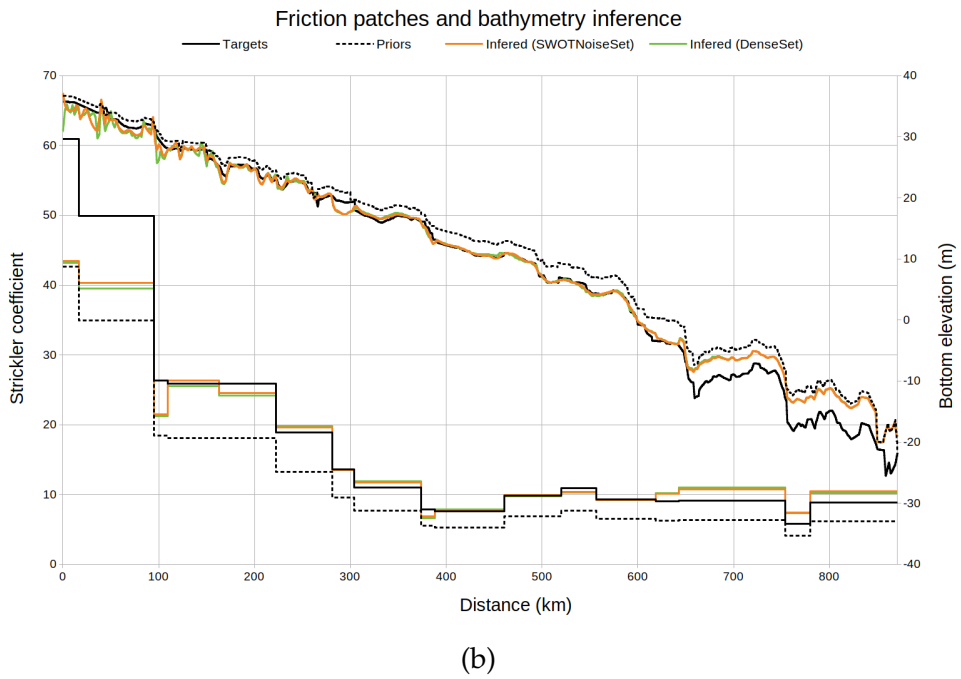 Friction patches and bathymetry inference
Targets Priors Infered (SWOTNoiseSet) Infered (DenseSet)
70 40
60 30
50 20
40 10
30 0
20 -10
10 -20
0 -30
-40
Strickler coefficient
Bottom elevation (m)
0 100 200 300 400 500 600 700 800
Distance (km)
(b)